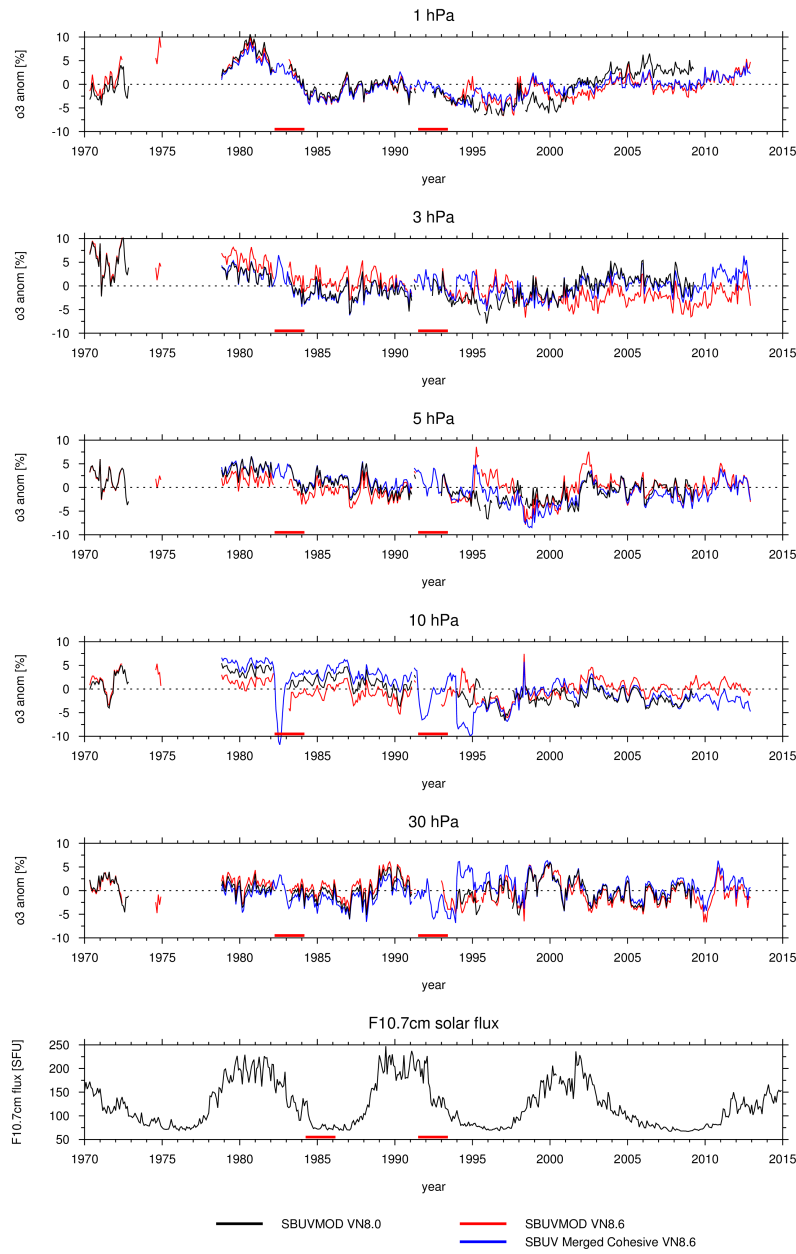 1 hPa
o3 anom [%]
10
5
0
-5
-10
1970 1975 1980 1985 1990 1995 2000 2005 2010 2015
year
3 hPa
o3 anom [%]
10
5
0
-5
-10
1970 1975 1980 1985 1990 1995 2000 2005 2010 2015
year
5 hPa
o3 anom [%]
10
5
0
-5
-10
1970 1975 1980 1985 1990 1995 2000 2005 2010 2015
year
10 hPa
o3 anom [%]
10
5
0
-5
-10
1970 1975 1980 1985 1990 1995 2000 2005 2010 2015
year
30 hPa
o3 anom [%]
10
5
0
-5
-10
1970 1975 1980 1985 1990 1995 2000 2005 2010 2015
year
F10.7cm solar flux
F10.7cm flux [SFU]
250
200
150
100
50
1970 1975 1980 1985 1990 1995 2000 2005 2010 2015
year
SBUVMOD VN8.0 SBUVMOD VN8.6
SBUV Merged Cohesive VN8.6